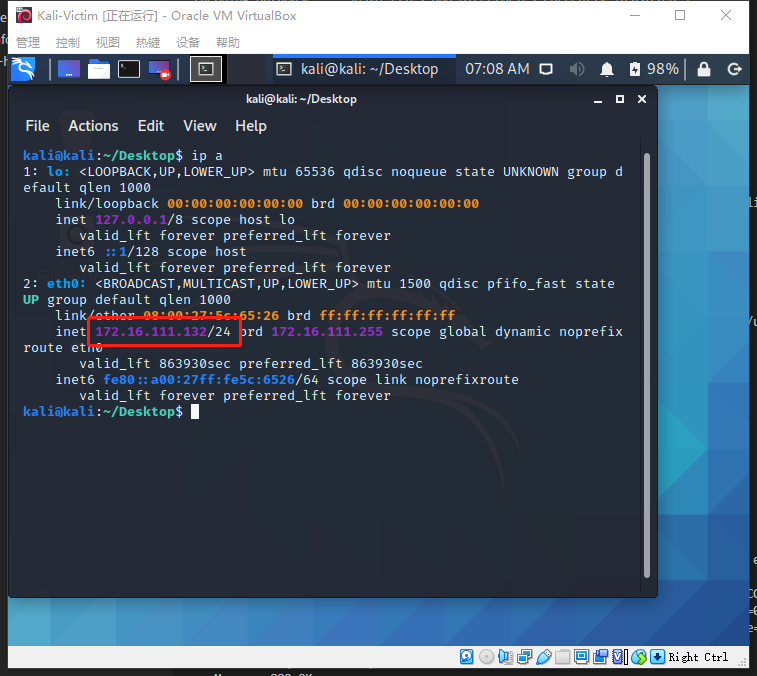 Kali-Victim [正在运行] - Oracle VM VirtualBox
管理 控制 视图 热键 设备 帮助
kali@kali: ~/Desktop 07:08 AM 98%
kali@kali: ~/Desktop
File Actions Edit View Help
kali@kali:~/Desktop$ ip a
1: lo: <LOOPBACK,UP,LOWER_UP> mtu 65536 qdisc noqueue state UNKNOWN group d
efault qlen 1000
link/loopback 00:00:00:00:00:00 brd 00:00:00:00:00:00
inet 127.0.0.1/8 scope host lo
valid_lft forever preferred_lft forever
inet6 ::1/128 scope host
valid_lft forever preferred_lft forever
2: eth0: <BROADCAST,MULTICAST,UP,LOWER_UP> mtu 1500 qdisc pfifo_fast state
UP group default qlen 1000
link/ether 08:00:27:5c:65:26 brd ff:ff:ff:ff:ff:ff
inet 172.16.111.132/24 brd 172.16.111.255 scope global dynamic noprefix
route eth0
valid_lft 863930sec preferred_lft 863930sec
inet6 fe80::a00:27ff:fe5c:6526/64 scope link noprefixroute
valid_lft forever preferred_lft forever
kali@kali:~/Desktop$
Right Ctrl